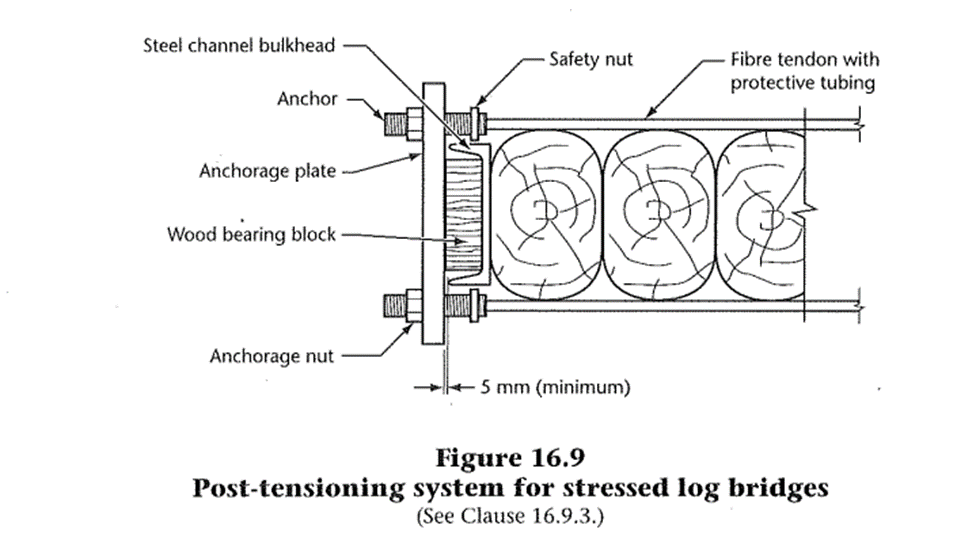 Steel channel bulkhead
Safety nut
Fibre tendon with
protective tubing
Anchor
Anchorage plate
Wood bearing block
Anchorage nut
5 mm (minimum)
Figure 16.9
Post-tensioning system for stressed log bridges
(See Clause 16.9.3.)